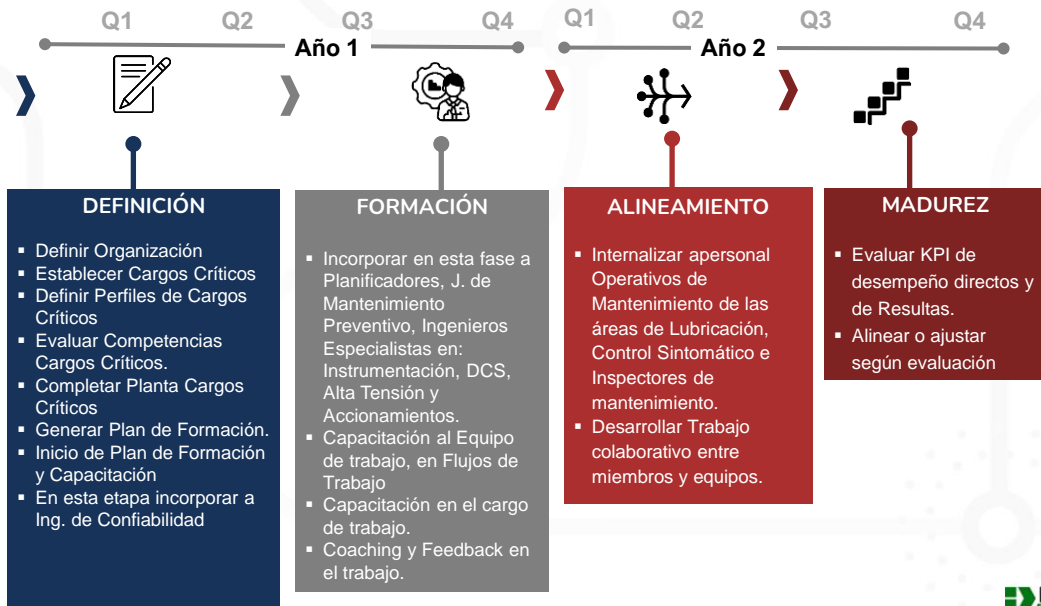 Q1 Q2 Q3 Q4 Q1 Q2 Q3 Q4
Año 1 Año 2
DEFINICIÓN
▪ Definir Organización
▪ Establecer Cargos Críticos
▪ Definir Perfiles de Cargos
Críticos
▪ Evaluar Competencias
Cargos Críticos.
▪ Completar Planta Cargos
Críticos
▪ Generar Plan de Formación.
▪ Inicio de Plan de Formación
y Capacitación
▪ En esta etapa incorporar a
Ing. de Confiabilidad
FORMACIÓN
▪ Incorporar en esta fase a
Planificadores, J. de
Mantenimiento
Preventivo, Ingenieros
Especialistas en:
Instrumentación, DCS,
Alta Tensión y
Accionamientos.
▪ Capacitación al Equipo
de trabajo, en Flujos de
Trabajo
▪ Capacitación en el cargo
de trabajo.
▪ Coaching y Feedback en
el trabajo.
ALINEAMIENTO
▪ Internalizar apersonal
Operativos de
Mantenimiento de las
áreas de Lubricación,
Control Sintomático e
Inspectores de
mantenimiento.
▪ Desarrollar Trabajo
colaborativo entre
miembros y equipos.
MADUREZ
▪ Evaluar KPI de
desempeño directos y
de Resultas.
▪ Alinear o ajustar
según evaluación